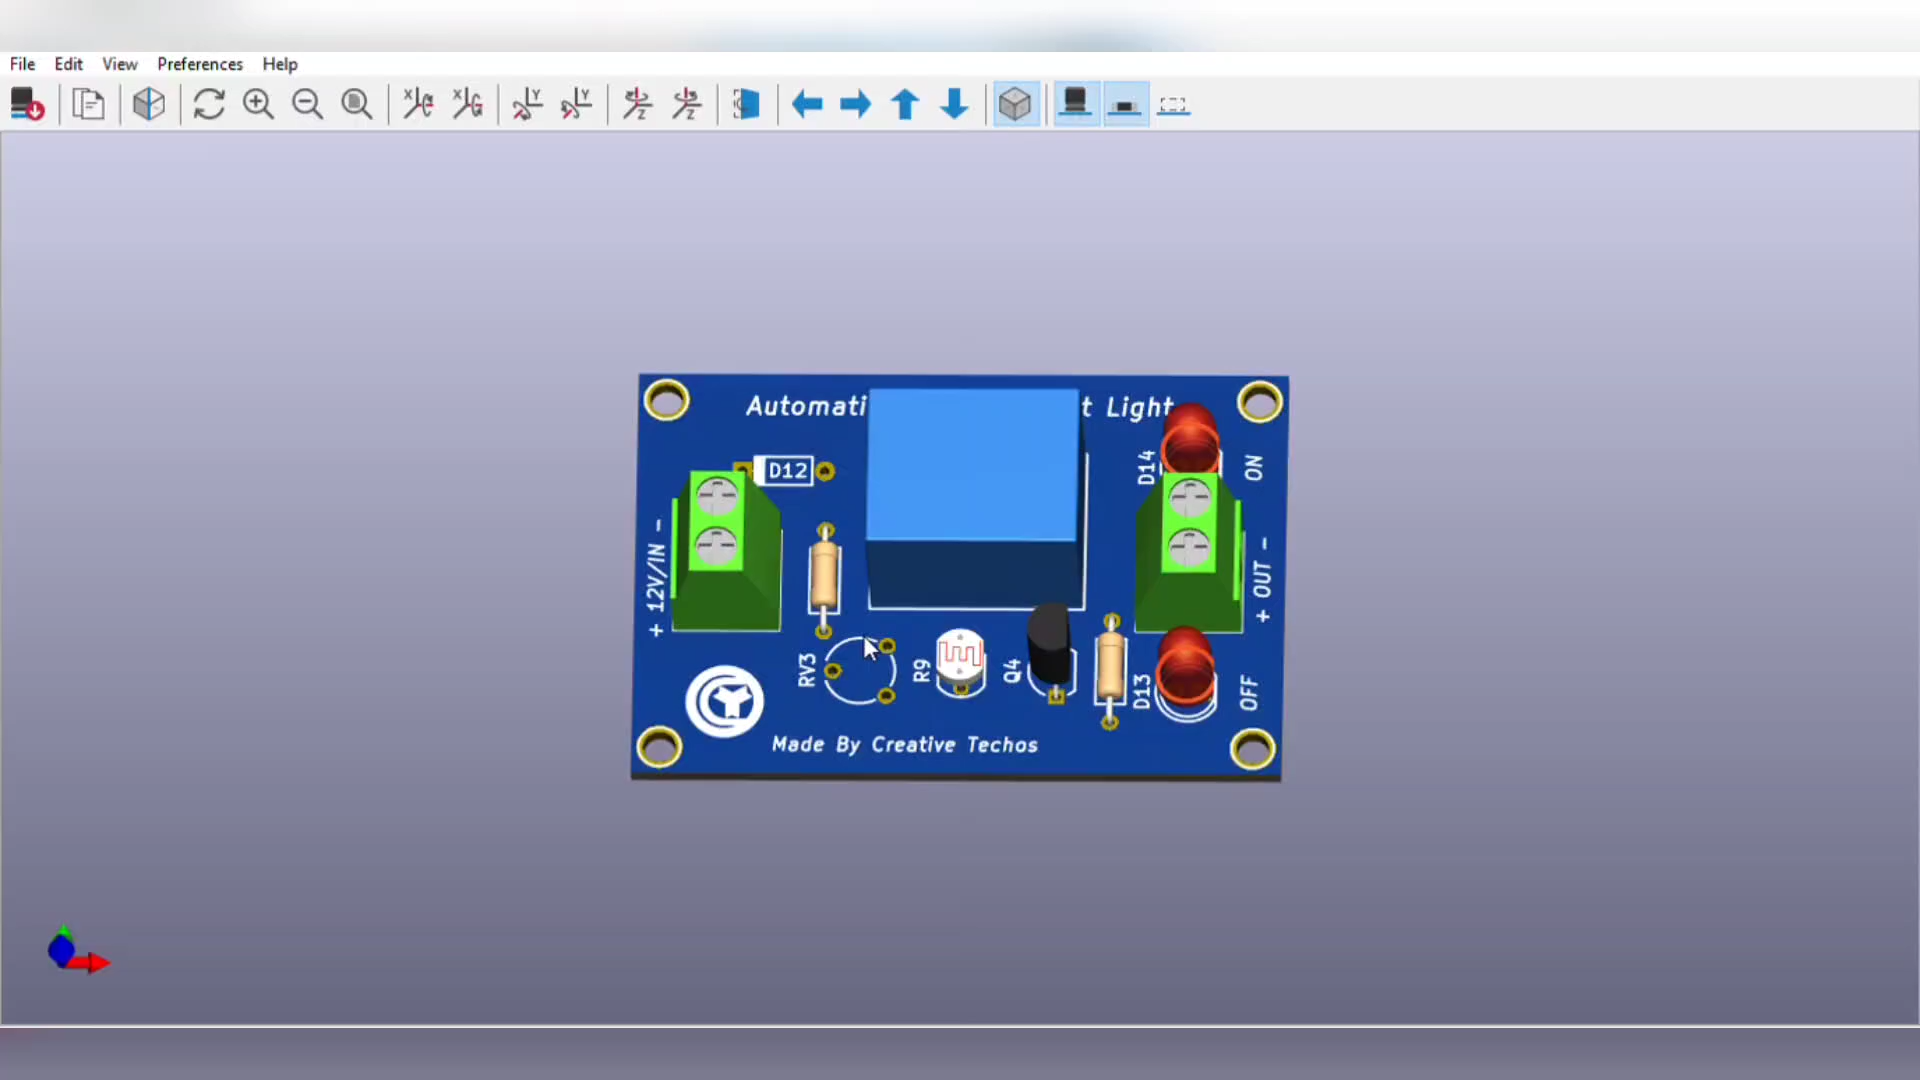 File Edit View Preferences Help
Automati t Light
D12
D14
ON
+ 12V/IN -
+ OUT -
RV3
R9
Q4
D13
OFF
Made By Creative Techos